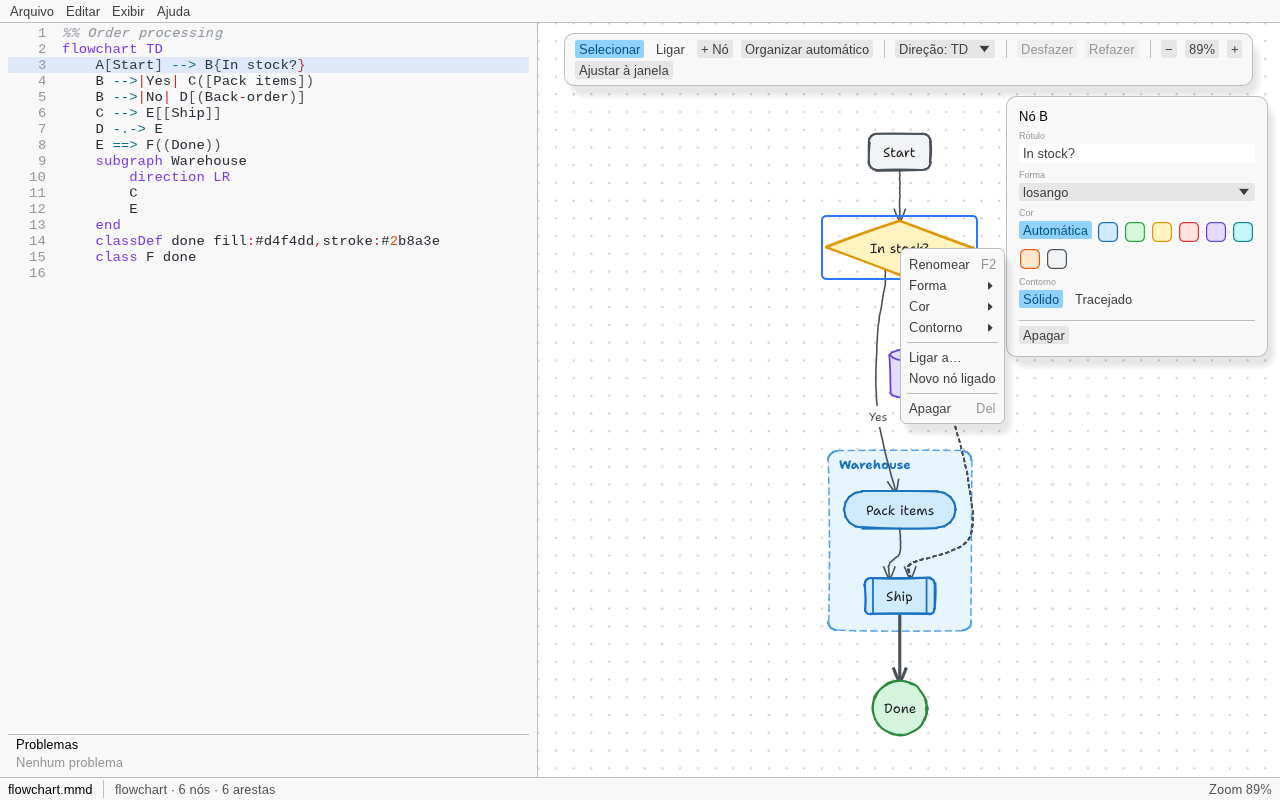 Arquivo Editar Exibir Ajuda
1 %% Order processing
2 flowchart TD
3 A[Start] --> B{In stock?}
4 B -->|Yes| C([Pack items])
5 B -->|No| D[(Back-order)]
6 C --> E[[Ship]]
7 D -.-> E
8 E ==> F((Done))
9 subgraph Warehouse
10 direction LR
11 C
12 E
13 end
14 classDef done fill:#d4f4dd,stroke:#2b8a3e
15 class F done
16
Problemas
Nenhum problema
Selecionar Ligar + Nó Organizar automático Direção: TD Desfazer Refazer − 89% +
Ajustar à janela
Start
In stock?
Yes
Warehouse
Pack items
Ship
Done
Renomear F2
Forma
Cor
Contorno
Ligar a…
Novo nó ligado
Apagar Del
Nó B
Rótulo
In stock?
Forma
losango
Cor
Automática
Contorno
Sólido Tracejado
Apagar
flowchart.mmd flowchart · 6 nós · 6 arestas Zoom 89%